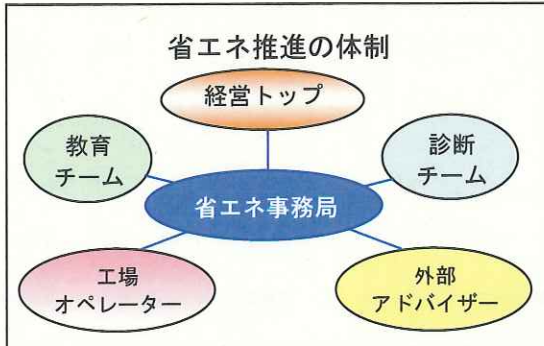 省エネ推進の体制
経営トップ
教育
チーム
診断
チーム
省エネ事務局
工場
オペレーター
外部
アドバイザー